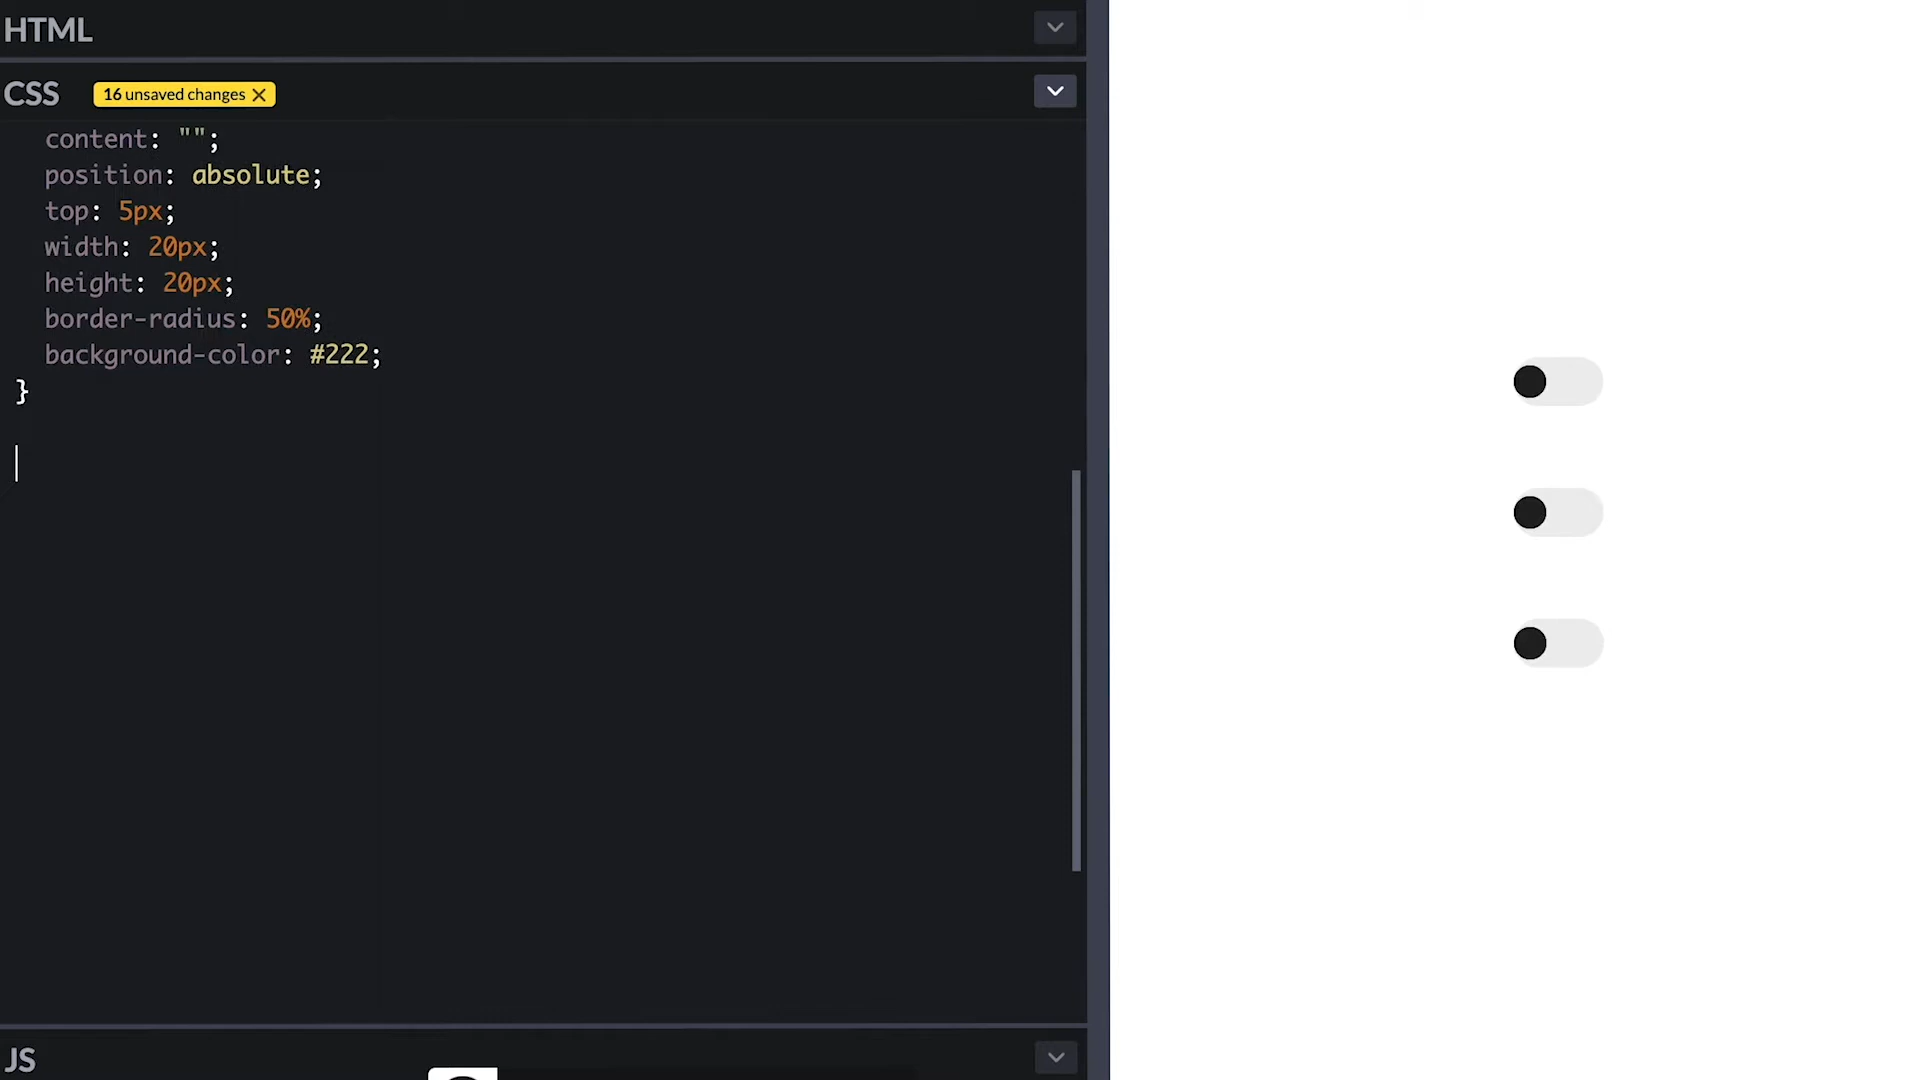 HTML
CSS
16 unsaved changes
content: "";
position: absolute;
top: 5px;
width: 20px;
height: 20px;
border-radius: 50%;
background-color: #222;
}
JS